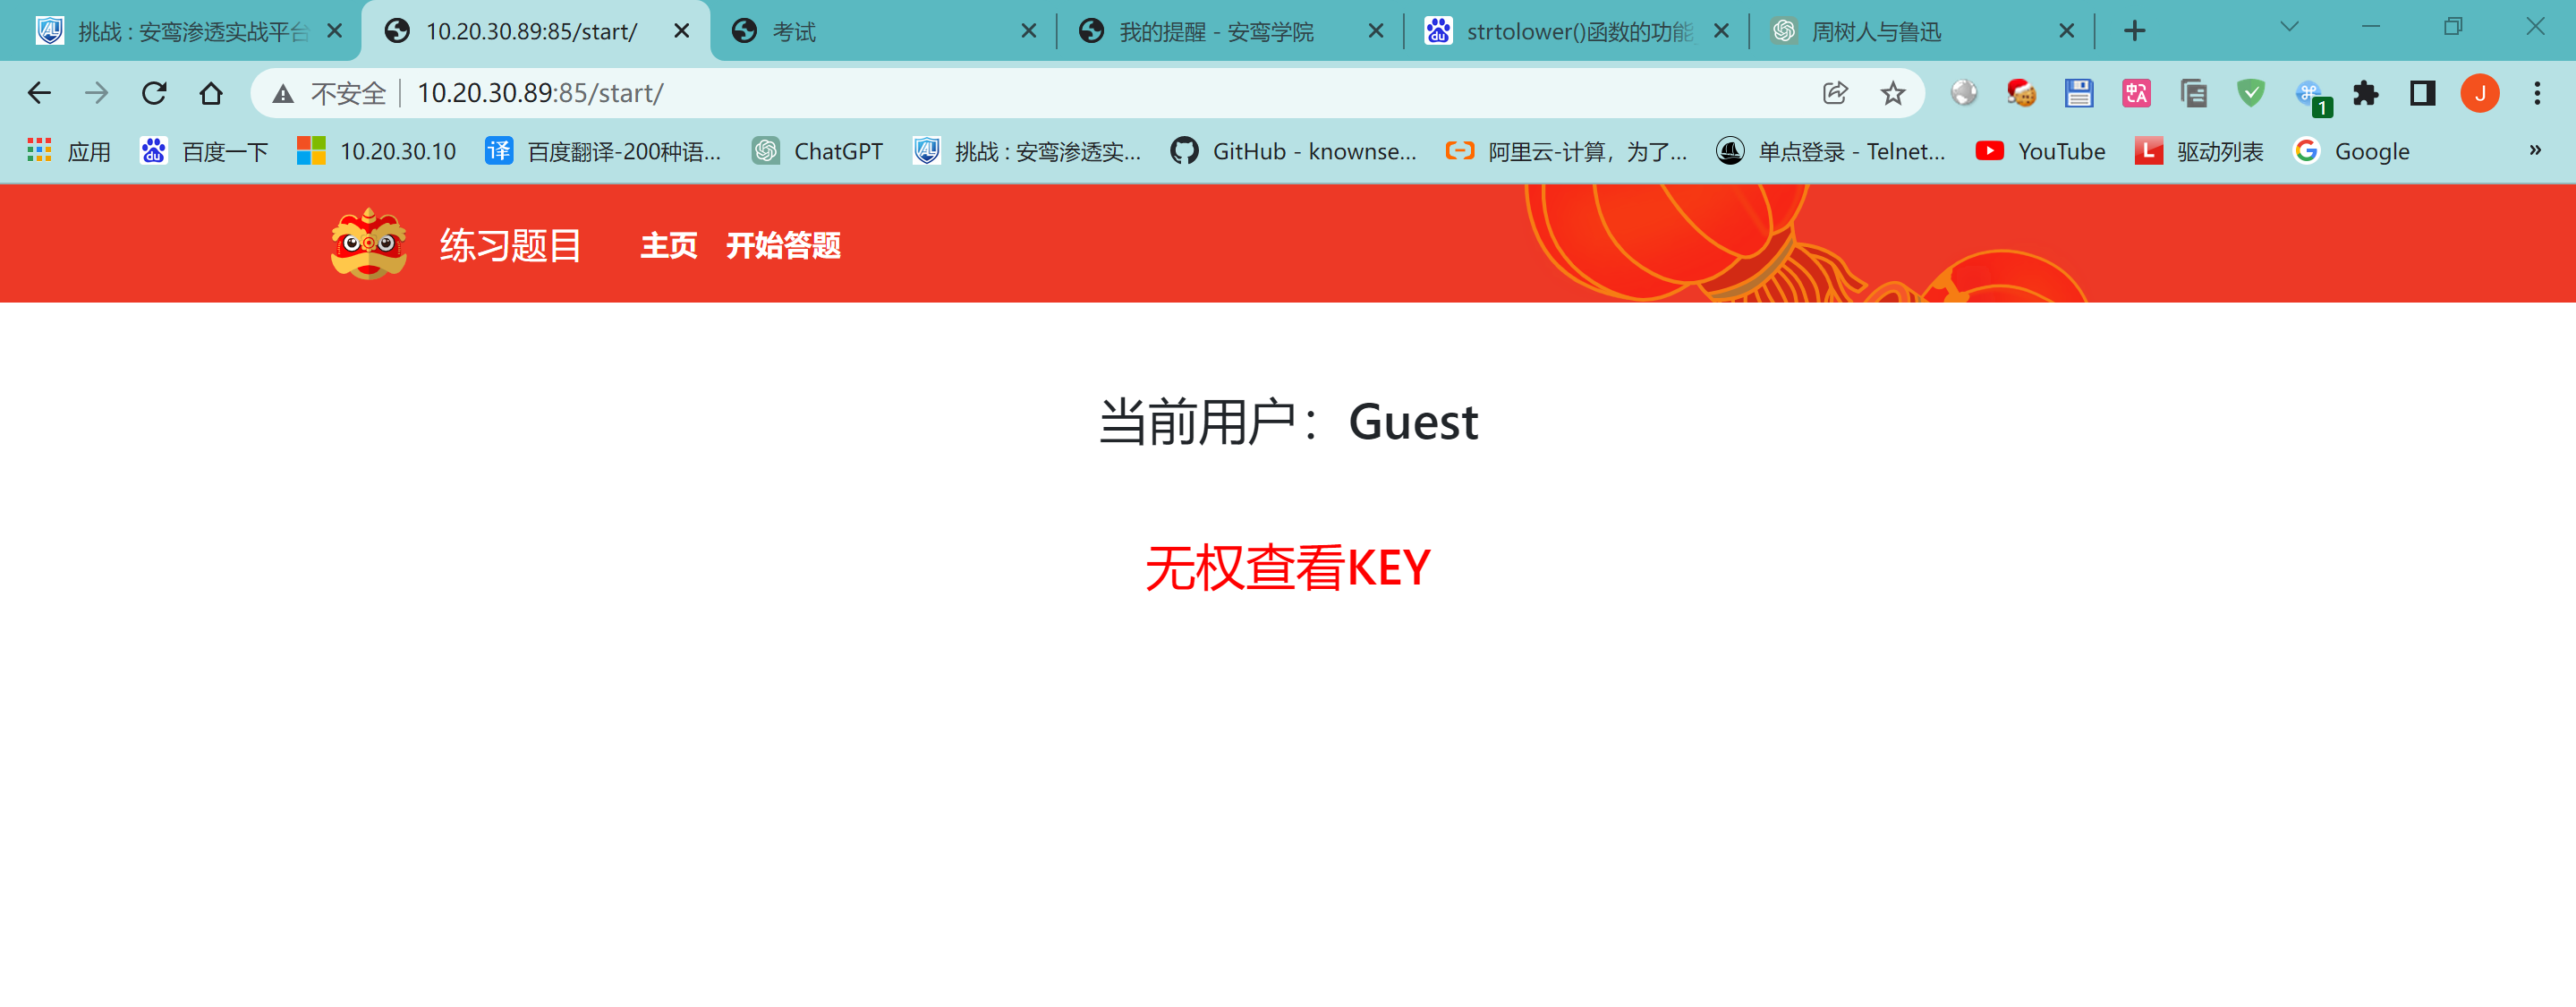 挑战 : 安鸾渗透实战平台
10.20.30.89:85/start/
考试
我的提醒 - 安鸾学院
strtolower()函数的功能_
周树人与鲁迅
不安全
10.20.30.89:85/start/
1
J
应用
百度一下
10.20.30.10
译
百度翻译-200种语...
ChatGPT
挑战 : 安鸾渗透实...
GitHub - knownse...
阿里云-计算，为了...
单点登录 - Telnet...
YouTube
L
驱动列表
Google
»
练习题目
主页
开始答题
当前用户：Guest
无权查看KEY